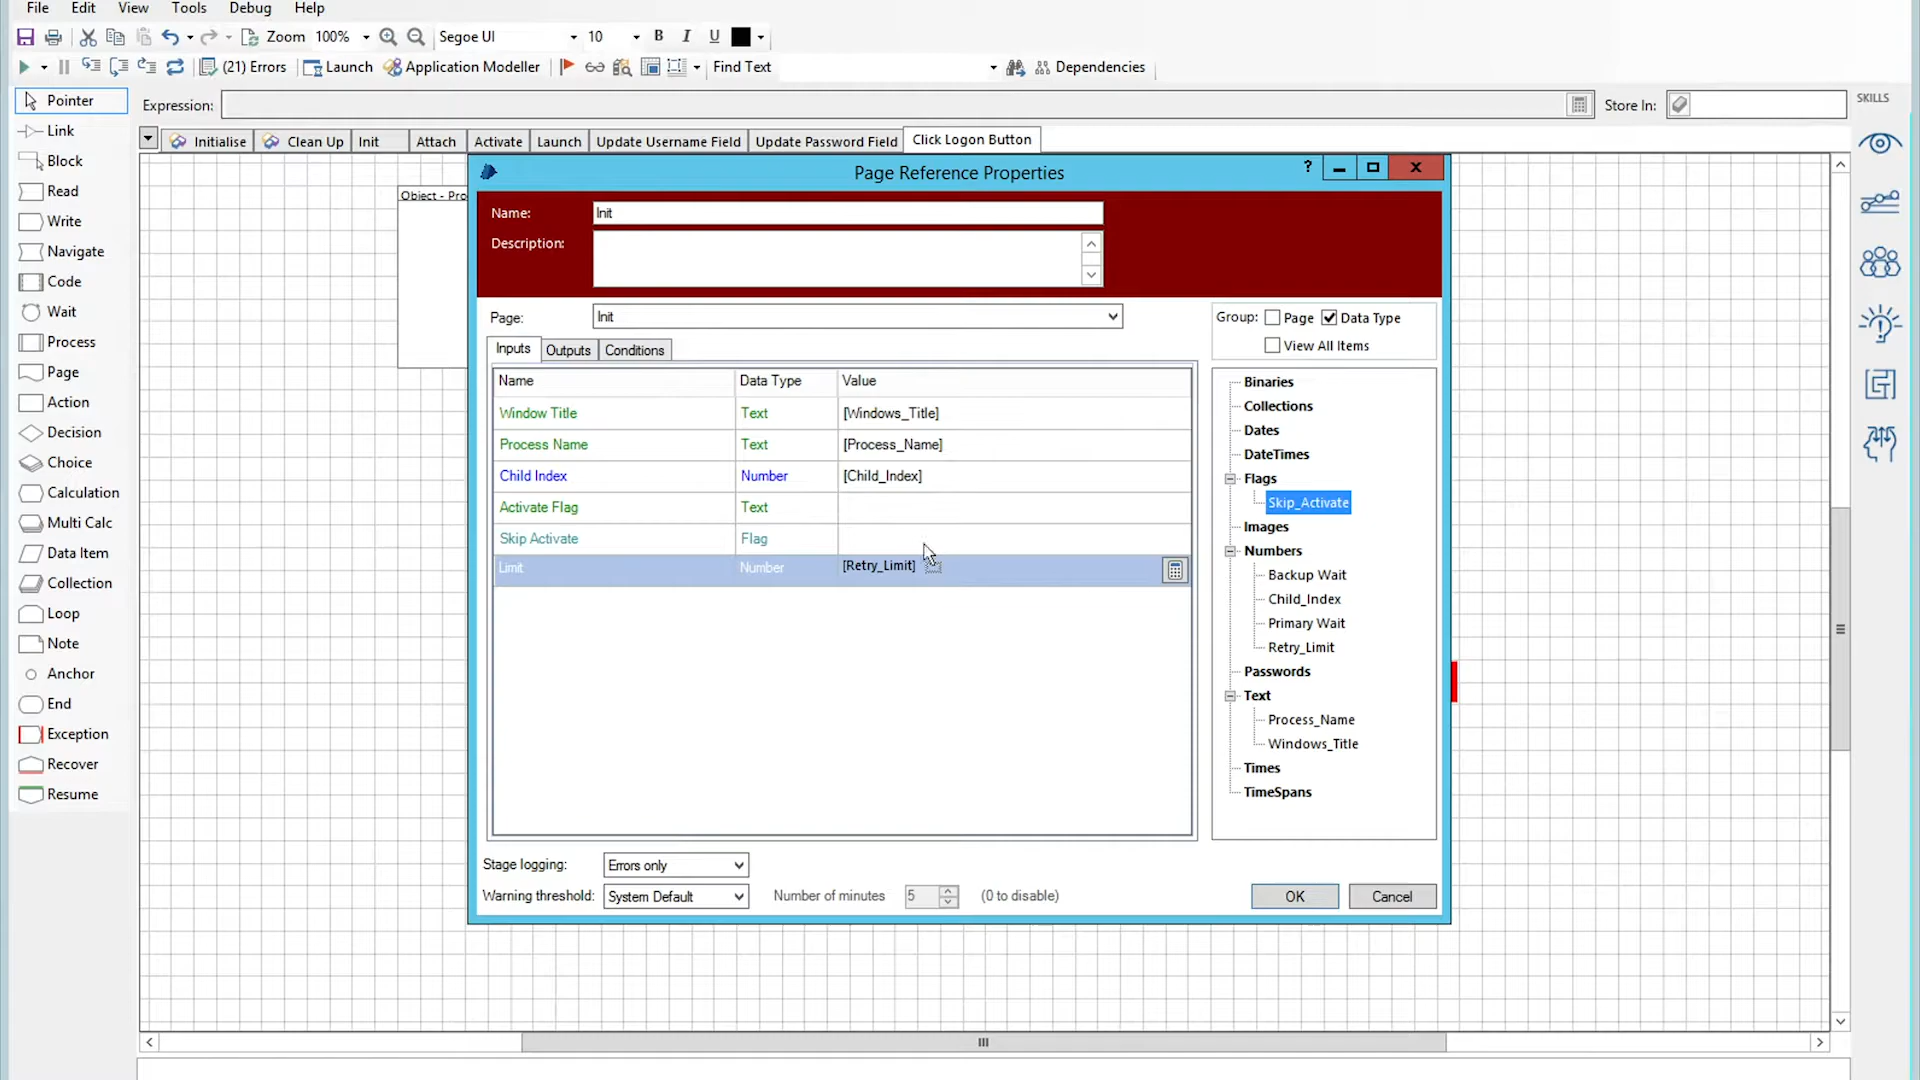 File Edit View Tools Debug Help
Zoom 100% Segoe UI 10 B I U
(21) Errors Launch Application Modeller Find Text Dependencies
Pointer
Expression: Store In: SKILLS
Link
Initialise Clean Up Init Attach Activate Launch Update Username Field Update Password Field Click Logon Button
Block
Read
Write
Navigate
Code
Wait
Process
Page
Action
Decision
Choice
Calculation
Multi Calc
Data Item
Collection
Loop
Note
Anchor
End
Exception
Recover
Resume
Object - Pro
Page Reference Properties ?
Name: Init
Description:
Page: Init
Group: Page Data Type
View All Items
Inputs Outputs Conditions
Name Data Type Value
Window Title Text [Windows_Title]
Process Name Text [Process_Name]
Child Index Number [Child_Index]
Activate Flag Text
Skip Activate Flag
Limit Number [Retry_Limit]
Binaries
Collections
Dates
DateTimes
Flags
Skip_Activate
Images
Numbers
Backup Wait
Child_Index
Primary Wait
Retry_Limit
Passwords
Text
Process_Name
Windows_Title
Times
TimeSpans
Stage logging: Errors only
Warning threshold: System Default Number of minutes 5 (0 to disable)
OK Cancel